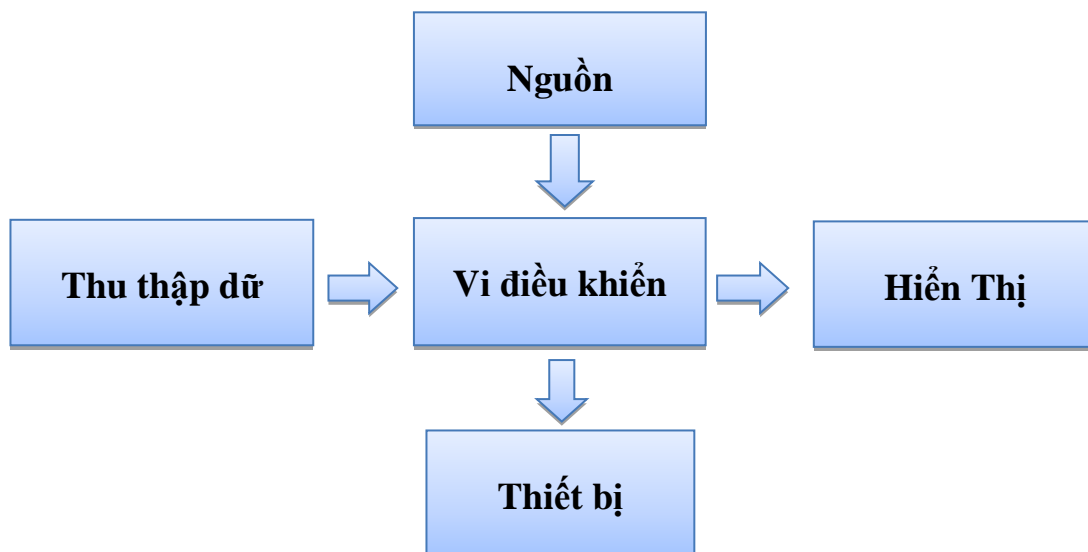 Nguồn
Thu thập dữ
Vi điều khiển
Hiển Thị
Thiết bị